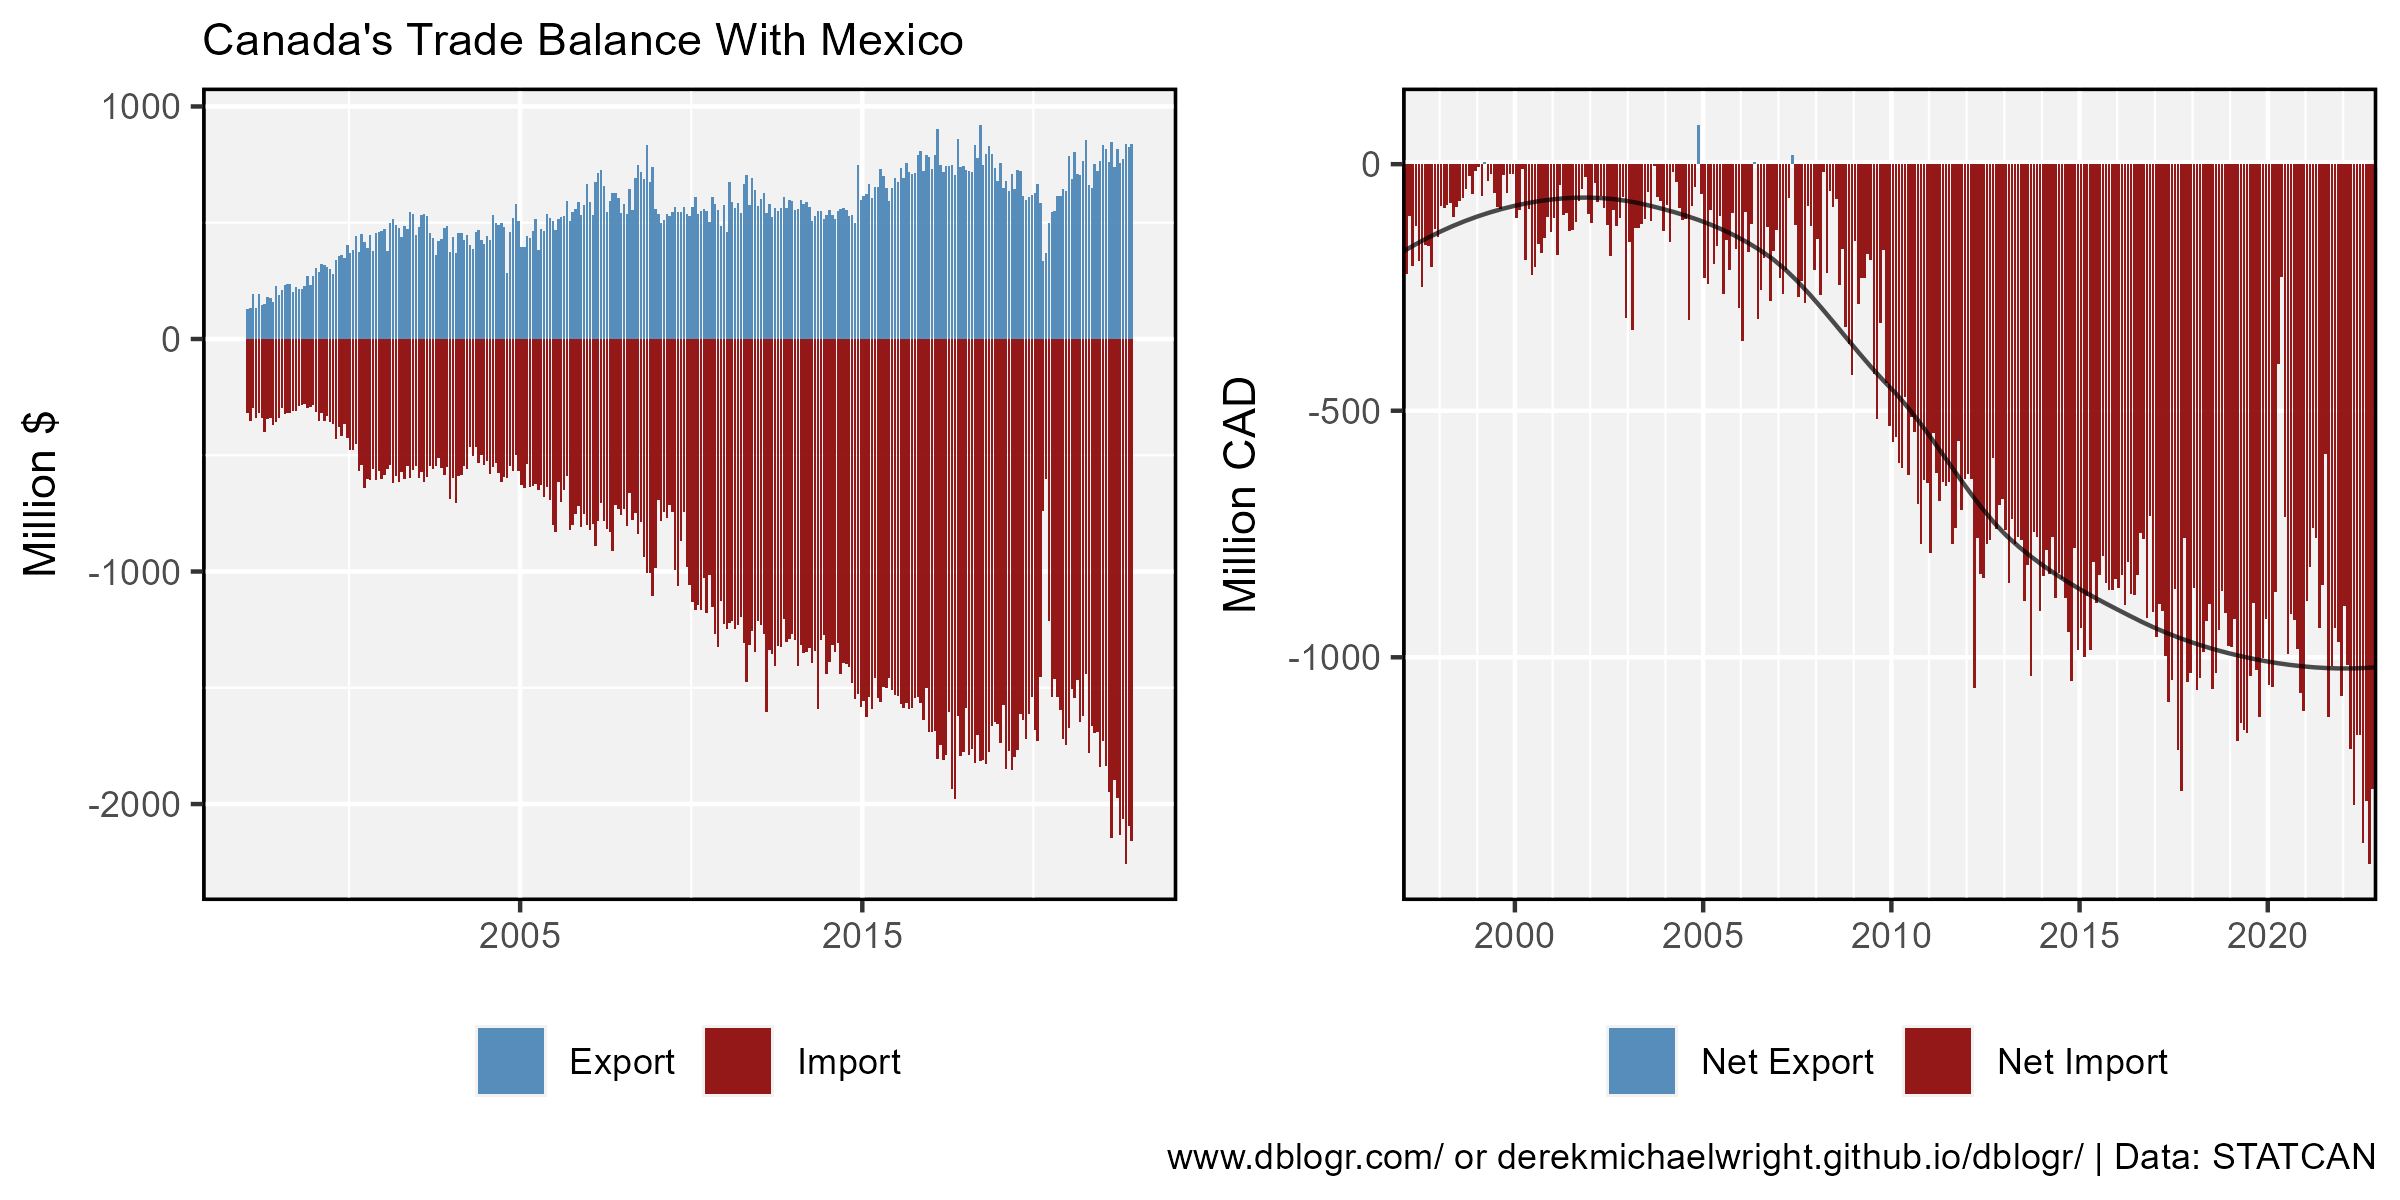 Canada's Trade Balance With Mexico
Million $
1000
0
-1000
-2000
2005
2015
Export
Import
Million CAD
0
-500
-1000
2000
2005
2010
2015
2020
Net Export
Net Import
www.dblogr.com/ or derekmichaelwright.github.io/dblogr/ | Data: STATCAN